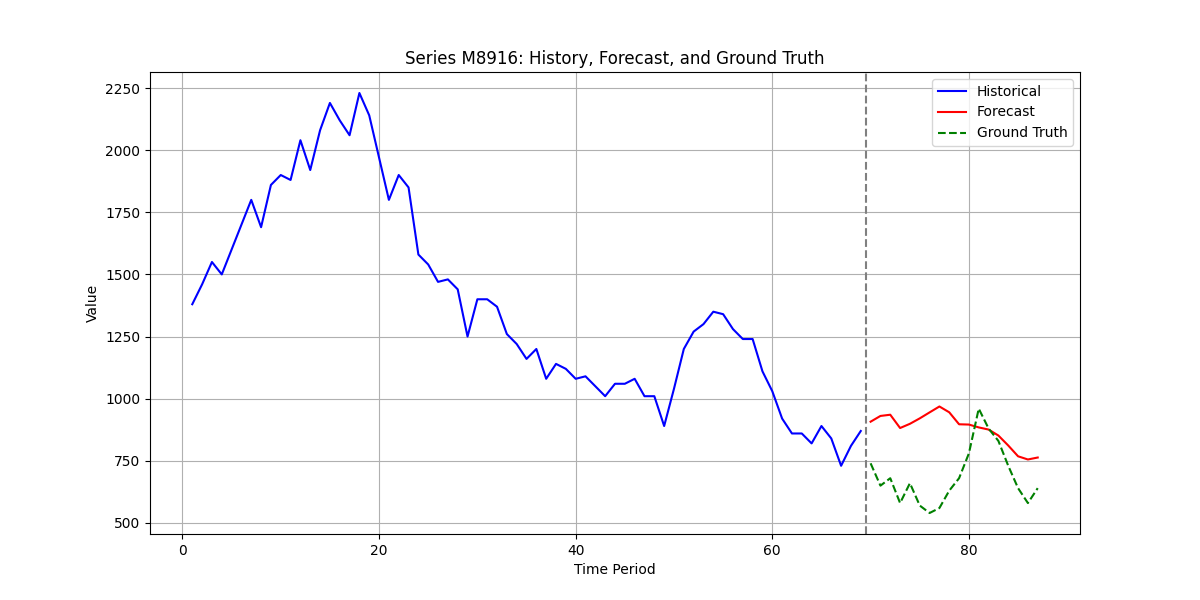 Series M8916: History, Forecast, and Ground Truth
Historical
Forecast
Ground Truth
Value
2250
2000
1750
1500
1250
1000
750
500
0 20 40 60 80
Time Period